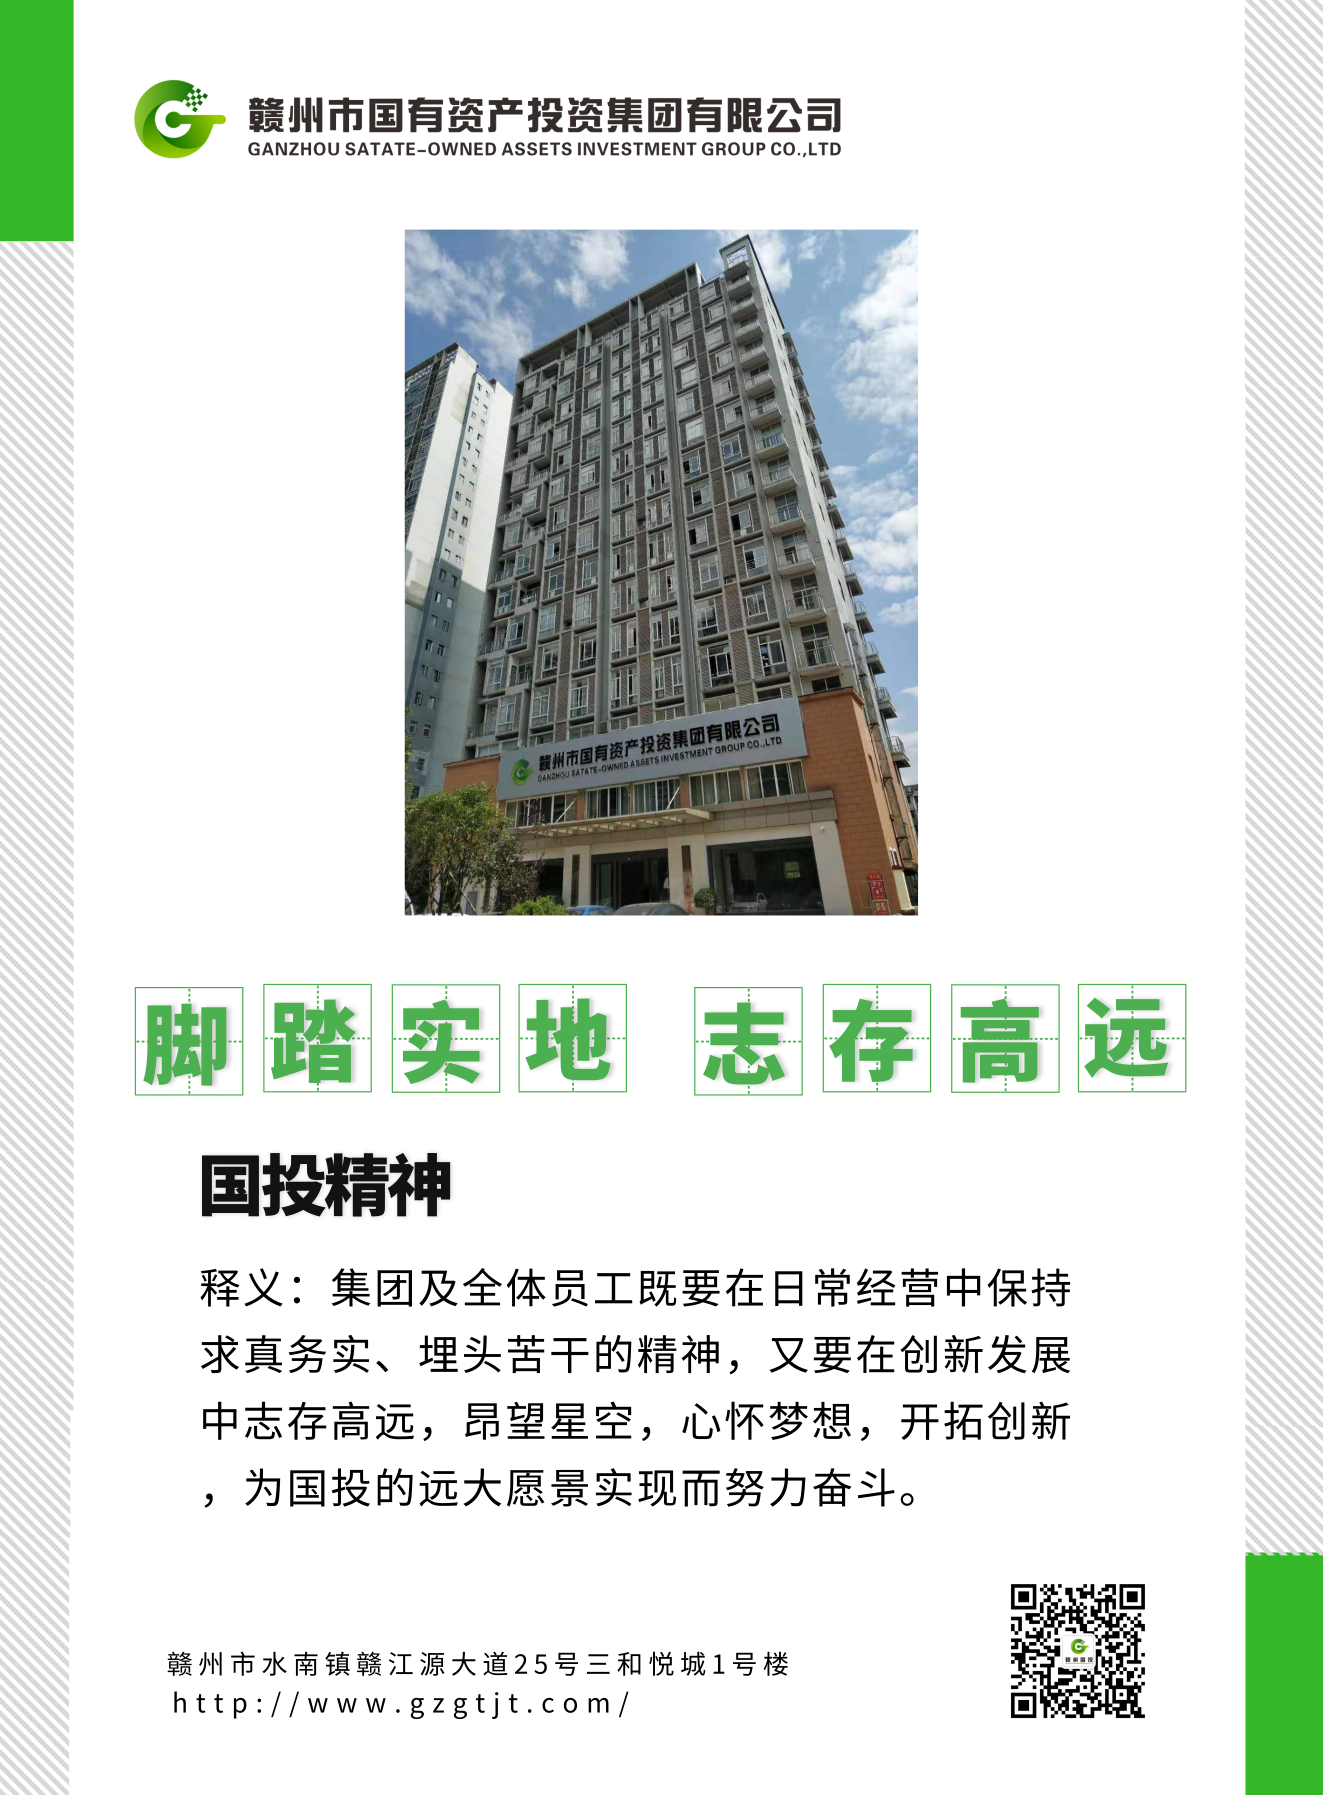 赣州市国有资产投资集团有限公司
GANZHOU SATATE-OWNED ASSETS INVESTMENT GROUP CO.,LTD
赣州市国有资产投资集团有限公司
GANZHOU SATATE-OWNED ASSETS INVESTMENT GROUP CO.,LTD
脚踏实地 志存高远
国投精神
释义：集团及全体员工既要在日常经营中保持
求真务实、埋头苦干的精神，又要在创新发展
中志存高远，昂望星空，心怀梦想，开拓创新
，为国投的远大愿景实现而努力奋斗。
赣州国投
赣州市水南镇赣江源大道25号三和悦城1号楼
http://www.gzgtjt.com/